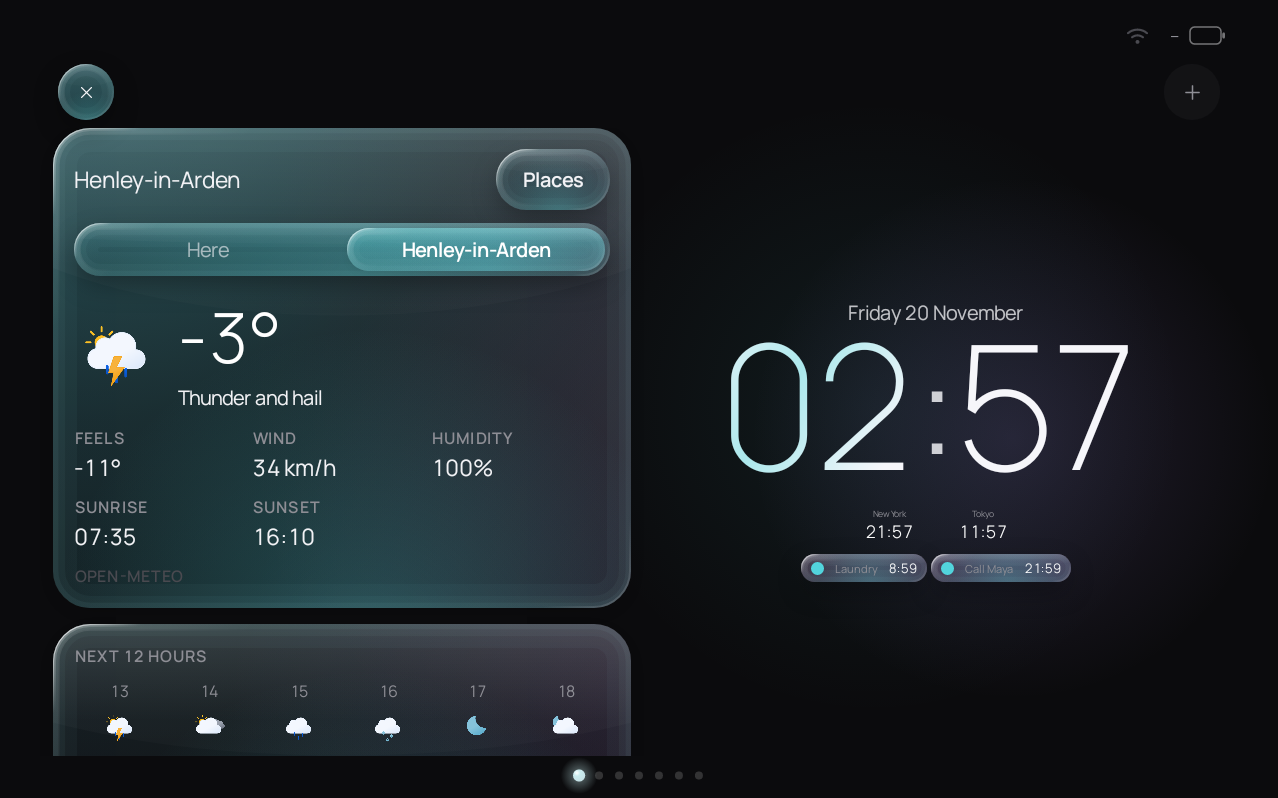 Henley-in-Arden
Places
Here
Henley-in-Arden
-3°
Thunder and hail
FEELS WIND HUMIDITY
-11° 34 km/h 100%
SUNRISE SUNSET
07:35 16:10
OPEN-METEO
NEXT 12 HOURS
13 14 15 16 17 18
Friday 20 November
02:57
New York Tokyo
21:57 11:57
Laundry 8:59 Call Maya 21:59